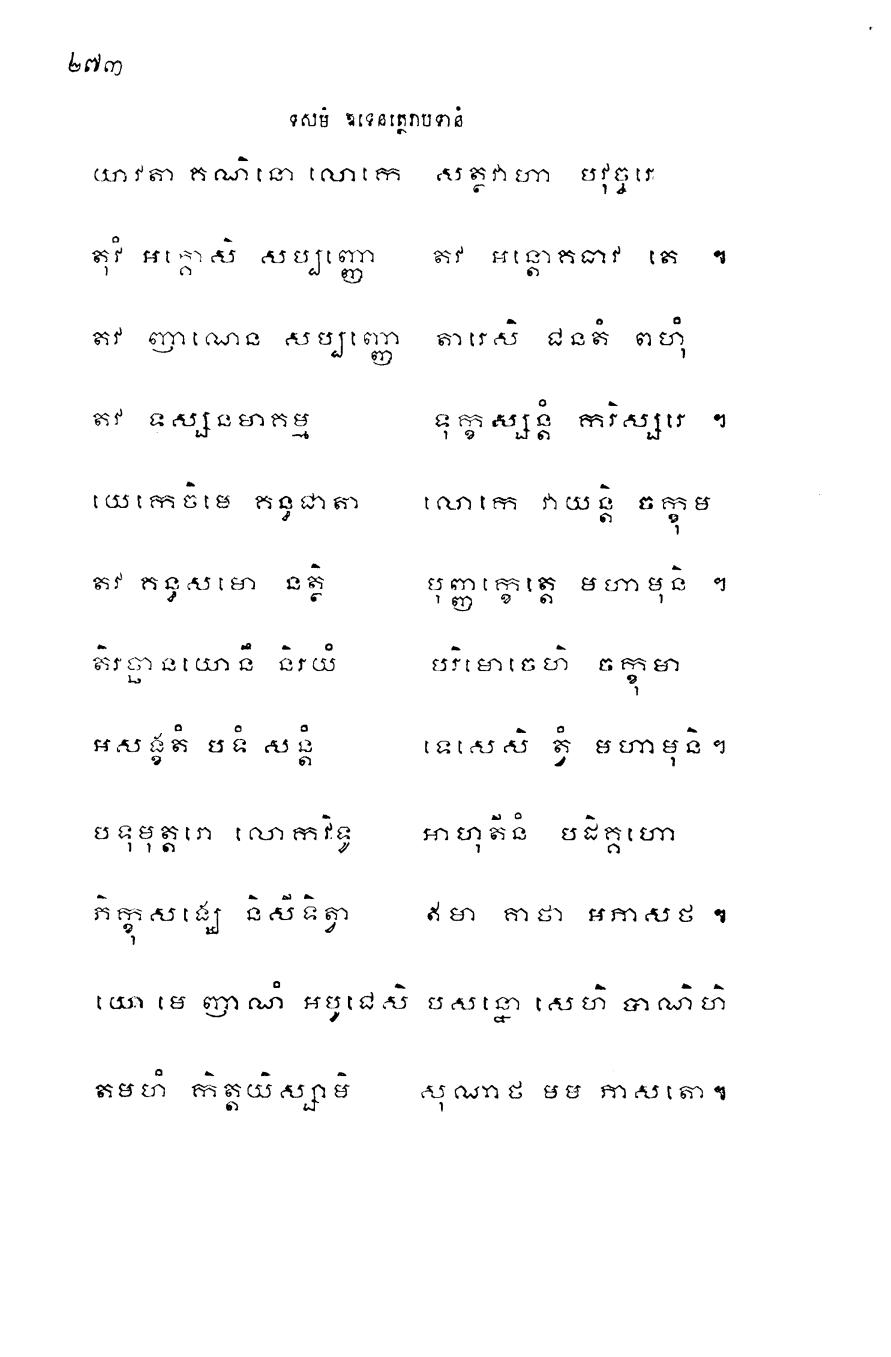 ២៧៣
ទសមំ ឯទេនត្ថេរាបទានំ
យាវតា គណិនោ លោកេ សត្ថវាហា បវុច្ចរេ
តុវំ អគ្គោសិ សព្ពញ្ញោ តវ អន្តោគធាវ តេ ៕
តវ ញាណេន សព្ពញ្ញោ តារេសិ ជនតំ ពហុំ
តវ ទស្សនមាគម្ម ទុក្ខស្សន្តំ ករិស្សរេ ។
យេកេចិមេ គន្ធជាតា លោកេ វាយន្តិ ចក្ខុម
តវ គន្ធសមោ នត្ថិ បុញ្ញក្ខេត្តេ មហាមុនិ ។
តិរច្ឆានយោនឹ និរយំ បរិមោចេហិ ចក្ខុមា
អសង្ខតំ បទំ សន្តំ ទេសេសិ ត្វំ មហាមុនិ ។
បទុមុត្តរោ លោកវិទូ អាហុតីនំ បដិគ្គហោ
ភិក្ខុសង្ឃេ និសីទិត្វា ឥមា គាថា អភាសថ ៕
យោ មេ ញាណំ អបូជេសិ បសន្នោ សេហិ បាណិហិ
តមហំ កិត្តយិស្សាមិ សុណាថ មម ភាសតោ ៕